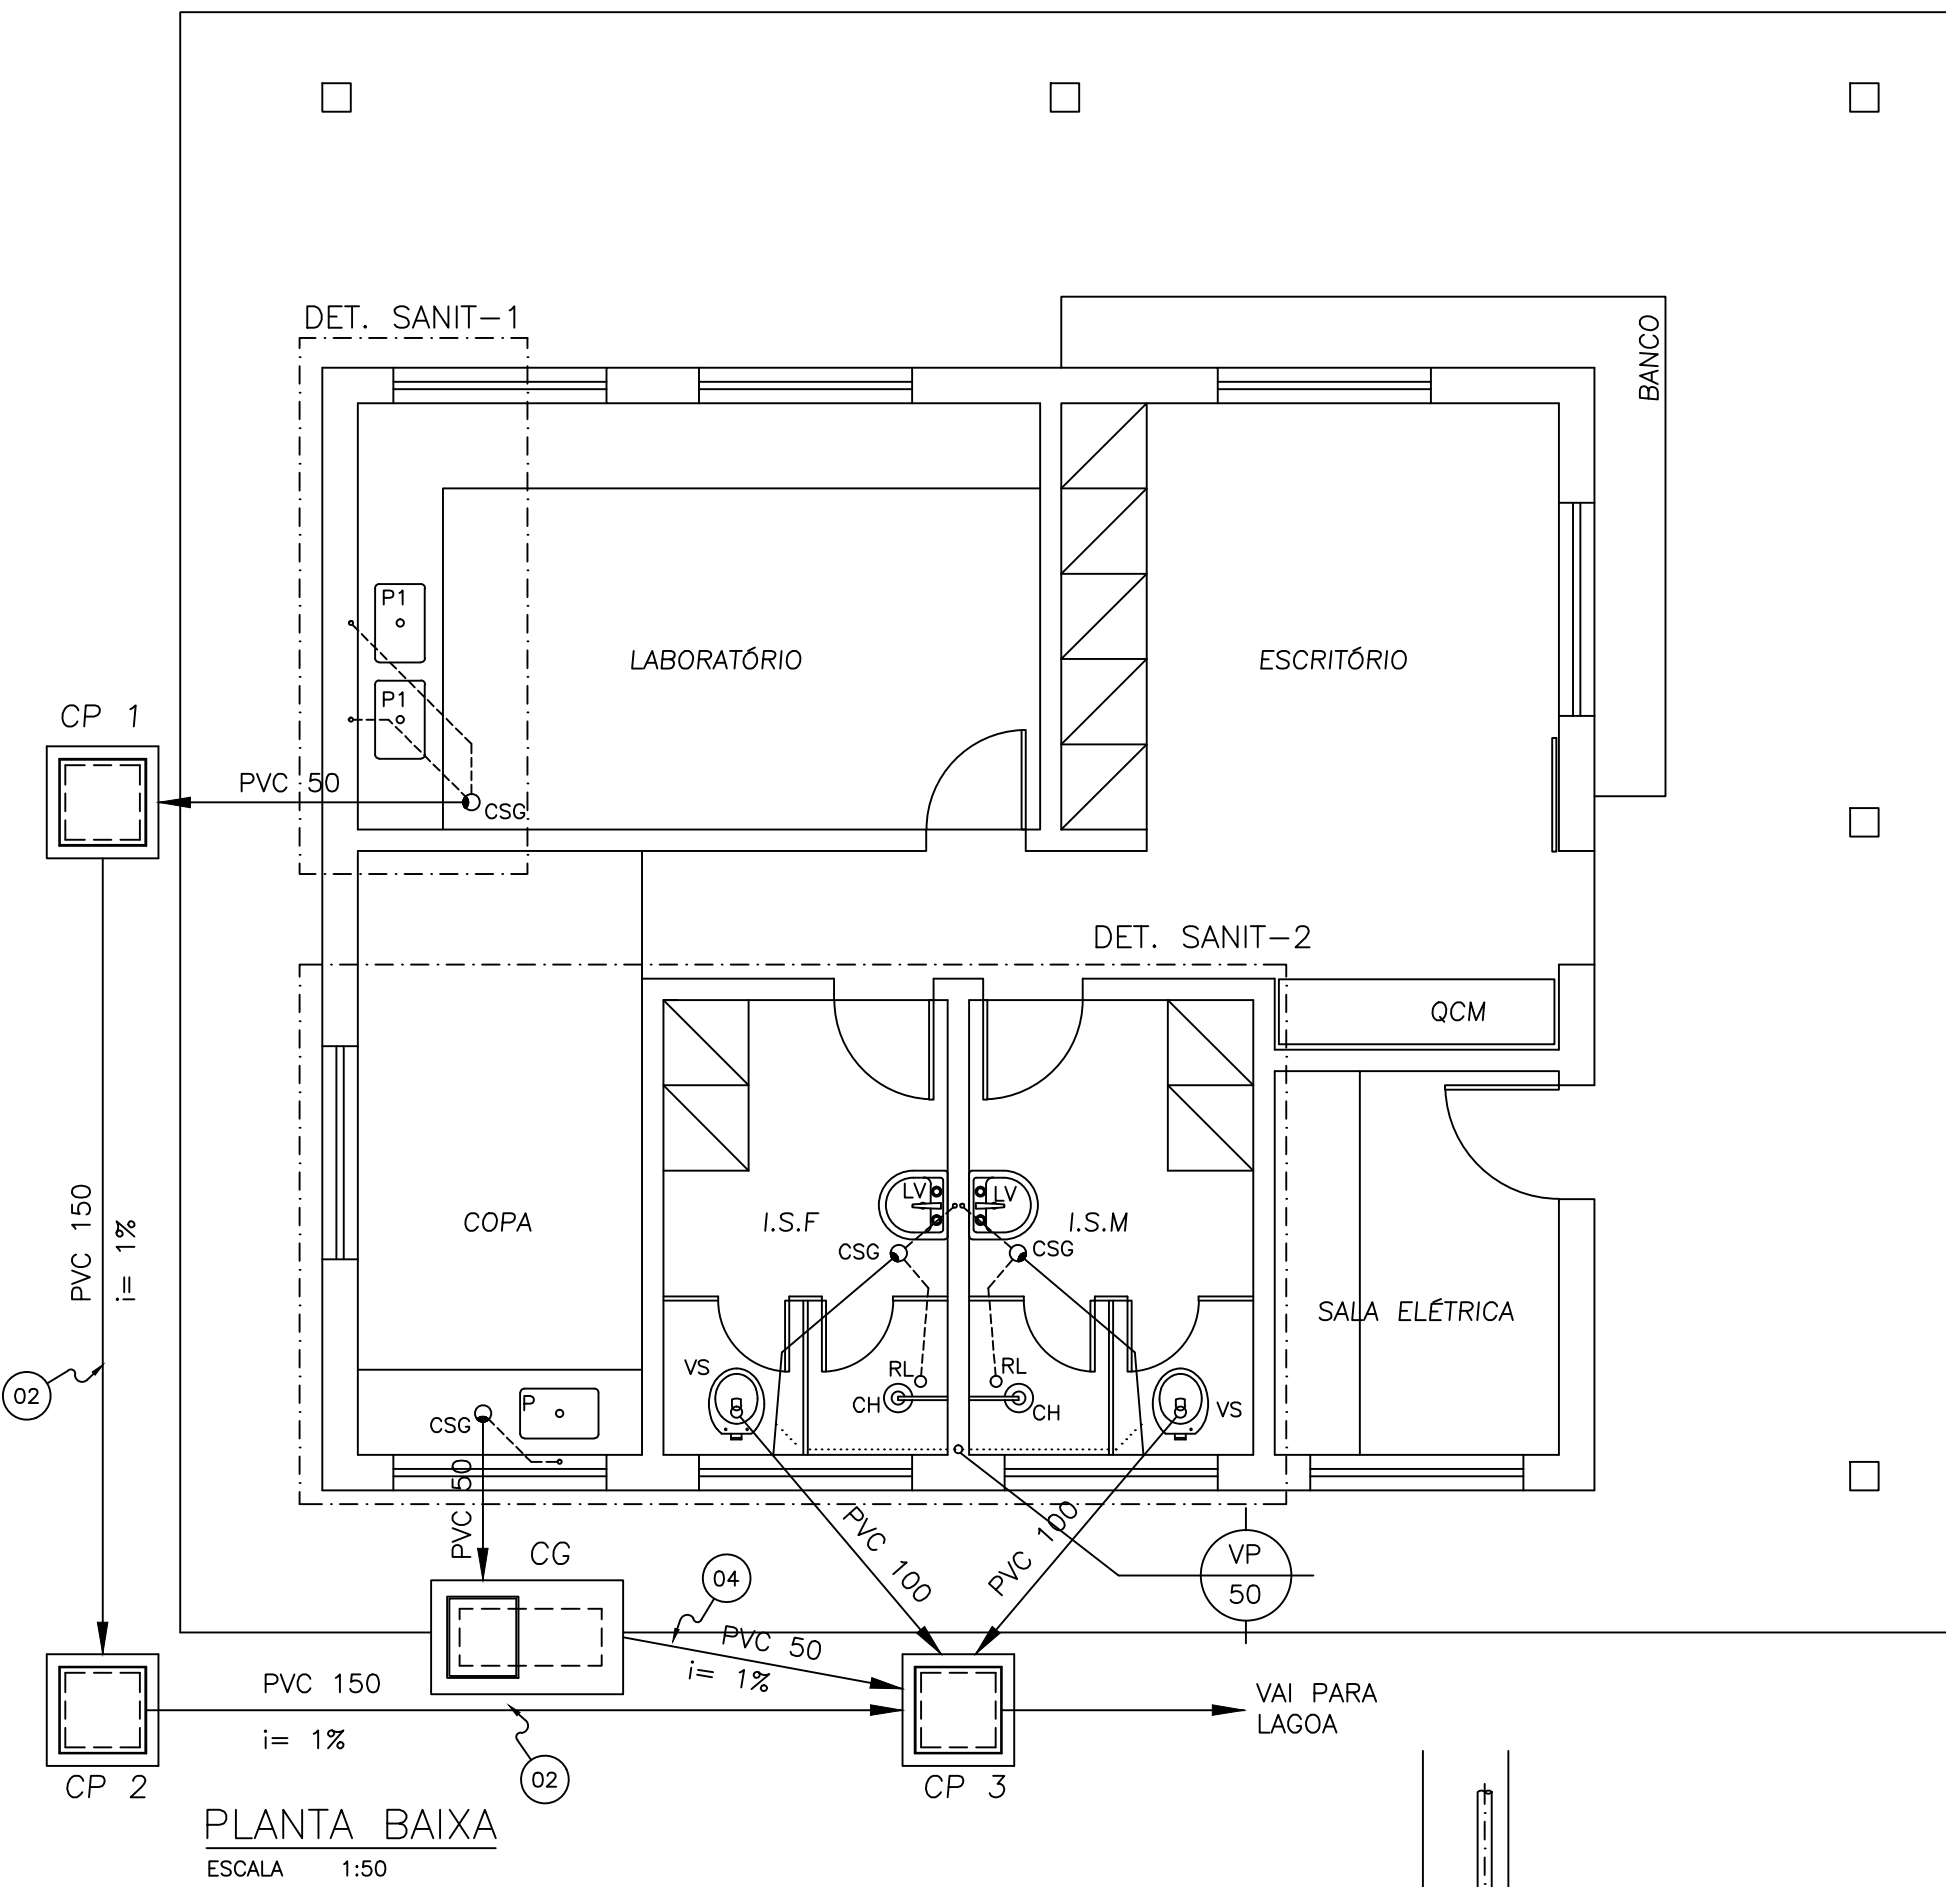 DET. SANIT-1
BANCO
P1
P1
LABORATÓRIO
ESCRITÓRIO
CP 1
PVC 50
CSG
DET. SANIT-2
QCM
PVC 150
i= 1%
COPA
I.S.F
LV
LV
I.S.M
CSG
CSG
SALA ELÉTRICA
02
VS
RL
RL
CH
CH
VS
P
CSG
PVC 50
CG
PVC 100
PVC 100
VP
50
04
PVC 50
i= 1%
PVC 150
i= 1%
02
VAI PARA
LAGOA
CP 2
CP 3
PLANTA BAIXA
ESCALA 1:50